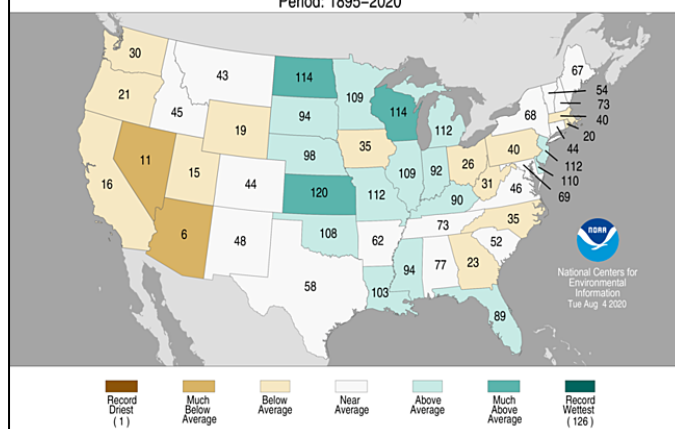 Period: 1895–2020
30
43
114
109
67
54
73
40
20
44
112
110
69
21
45
94
114
112
68
19
35
40
11
15
98
109
92
26
31
46
16
44
120
112
90
6
48
108
62
73
35
52
58
103
94
77
23
89
NOAA
National Centers for
Environmental
Information
Tue Aug 4 2020
Record
Driest
(1)
Much
Below
Average
Below
Average
Near
Average
Above
Average
Much
Above
Average
Record
Wettest
(126)